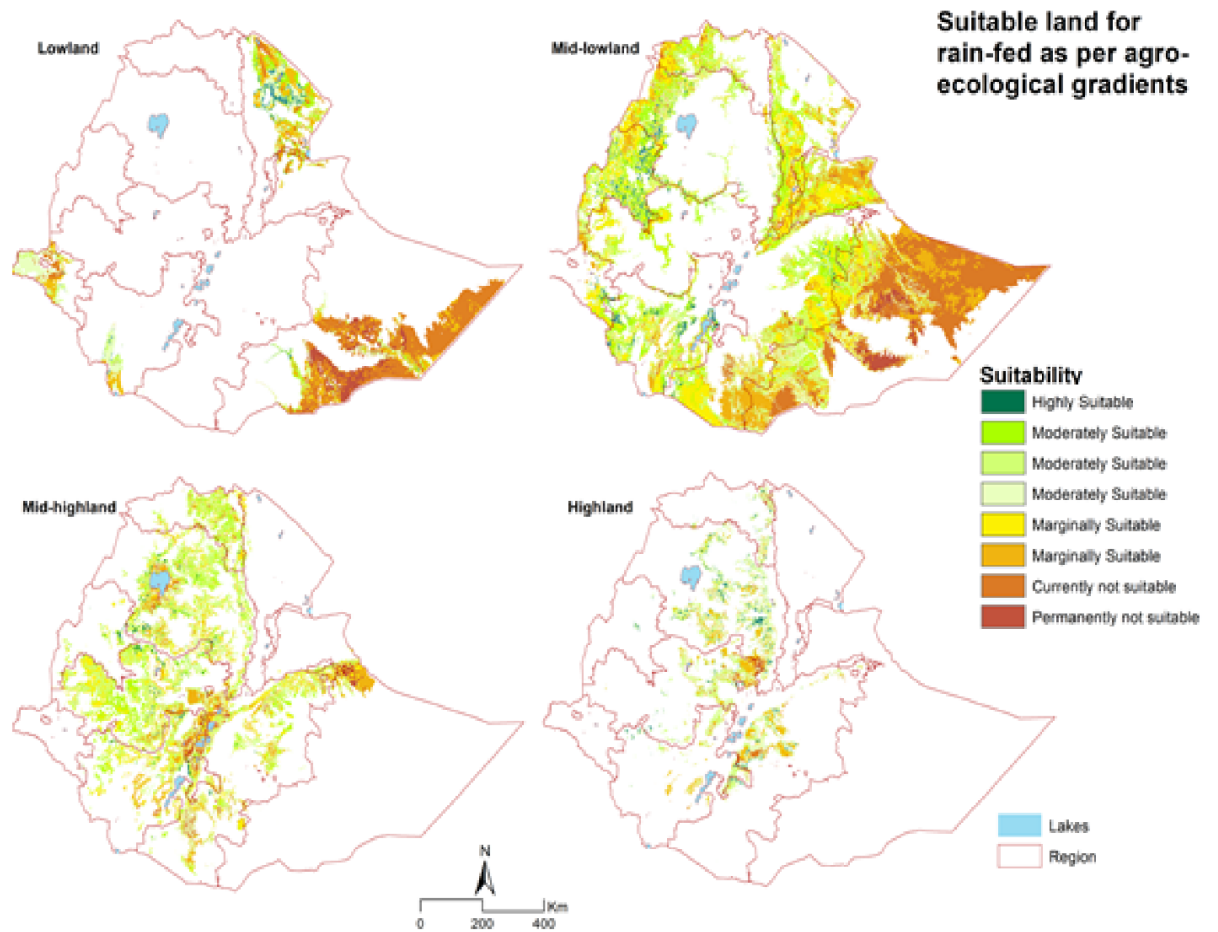 Suitable land for
rain-fed as per agro-
ecological gradients
Lowland
Mid-lowland
Suitability
Highly Suitable
Moderately Suitable
Moderately Suitable
Moderately Suitable
Marginally Suitable
Marginally Suitable
Currently not suitable
Permanently not suitable
Mid-highland
Highland
Lakes
Region
N
Km
0 200 400